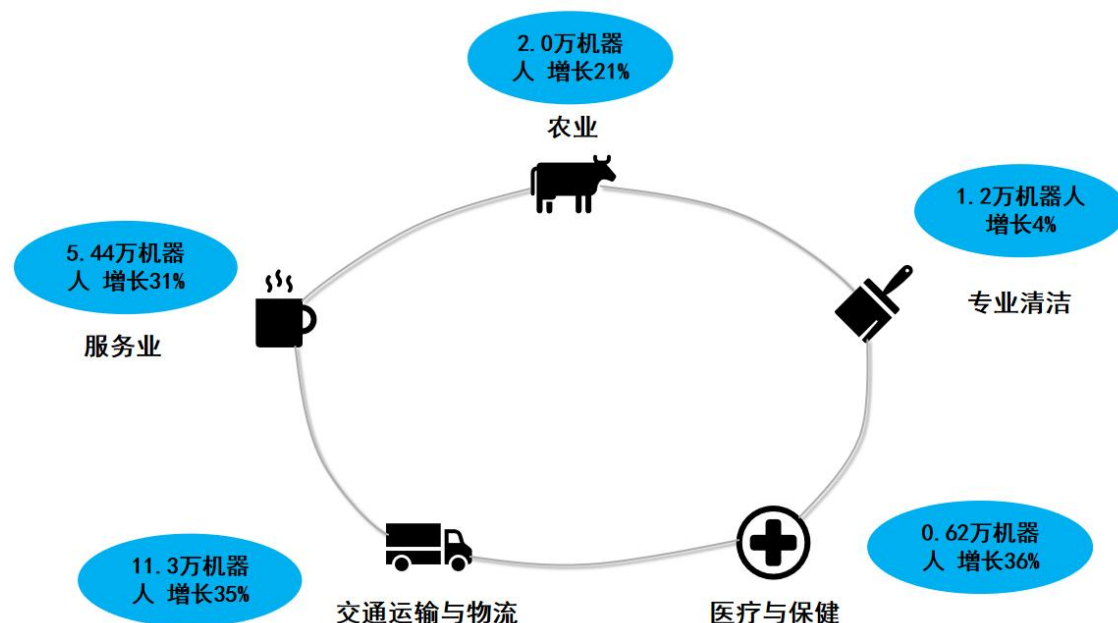 2.0万机器
人 增长21%
农业
1.2万机器人
增长4%
专业清洁
5.44万机器
人 增长31%
服务业
0.62万机器
人 增长36%
医疗与保健
11.3万机器
人 增长35%
交通运输与物流